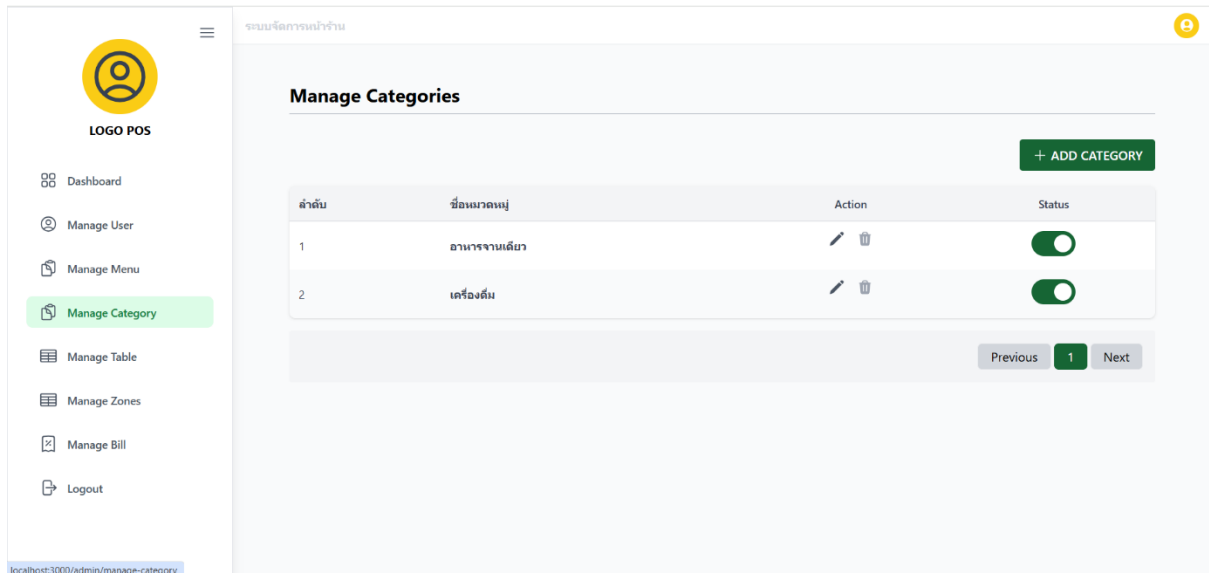 ระบบจัดการหน้าร้าน
LOGO POS
Dashboard
Manage User
Manage Menu
Manage Category
Manage Table
Manage Zones
Manage Bill
Logout
Manage Categories
+ ADD CATEGORY
ลำดับ ชื่อหมวดหมู่ Action Status
1 อาหารจานเดียว
2 เครื่องดื่ม
Previous 1 Next
localhost:3000/admin/manage-category